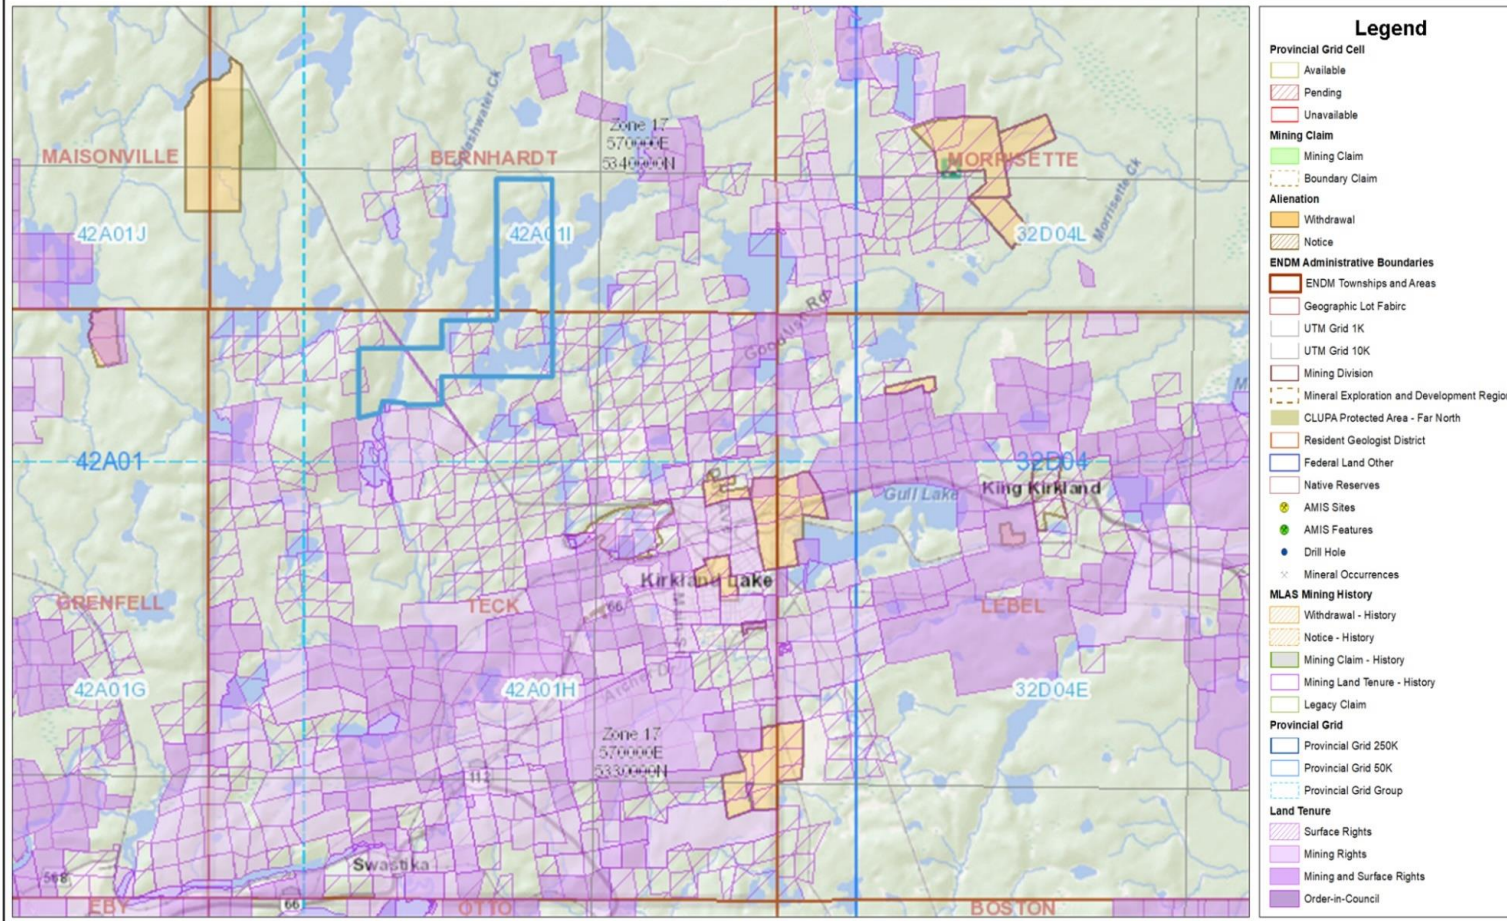 Zone 17
570000E
5340000N
MAISONVILLE
BERNHARDT
MORRISETTE
Morrisette Ck
42A01J
42A01I
32D04L
Goodfish Rd
42A01
32D04
Gull Lake
King Kirkland
Kirkland Lake
GRENFELL
TECK
66
LEBEL
Archer Dr
42A01G
42A01H
32D04E
Zone 17
570000E
5330000N
112
Swastika
568
66
EBY
OTTO
BOSTON
Legend
Provincial Grid Cell
Available
Pending
Unavailable
Mining Claim
Mining Claim
Boundary Claim
Alienation
Withdrawal
Notice
ENDM Administrative Boundaries
ENDM Townships and Areas
Geographic Lot Fabirc
UTM Grid 1K
UTM Grid 10K
Mining Division
Mineral Exploration and Development Region
CLUPA Protected Area - Far North
Resident Geologist District
Federal Land Other
Native Reserves
AMIS Sites
AMIS Features
Drill Hole
Mineral Occurrences
MLAS Mining History
Withdrawal - History
Notice - History
Mining Claim - History
Mining Land Tenure - History
Legacy Claim
Provincial Grid
Provincial Grid 250K
Provincial Grid 50K
Provincial Grid Group
Land Tenure
Surface Rights
Mining Rights
Mining and Surface Rights
Order-in-Council